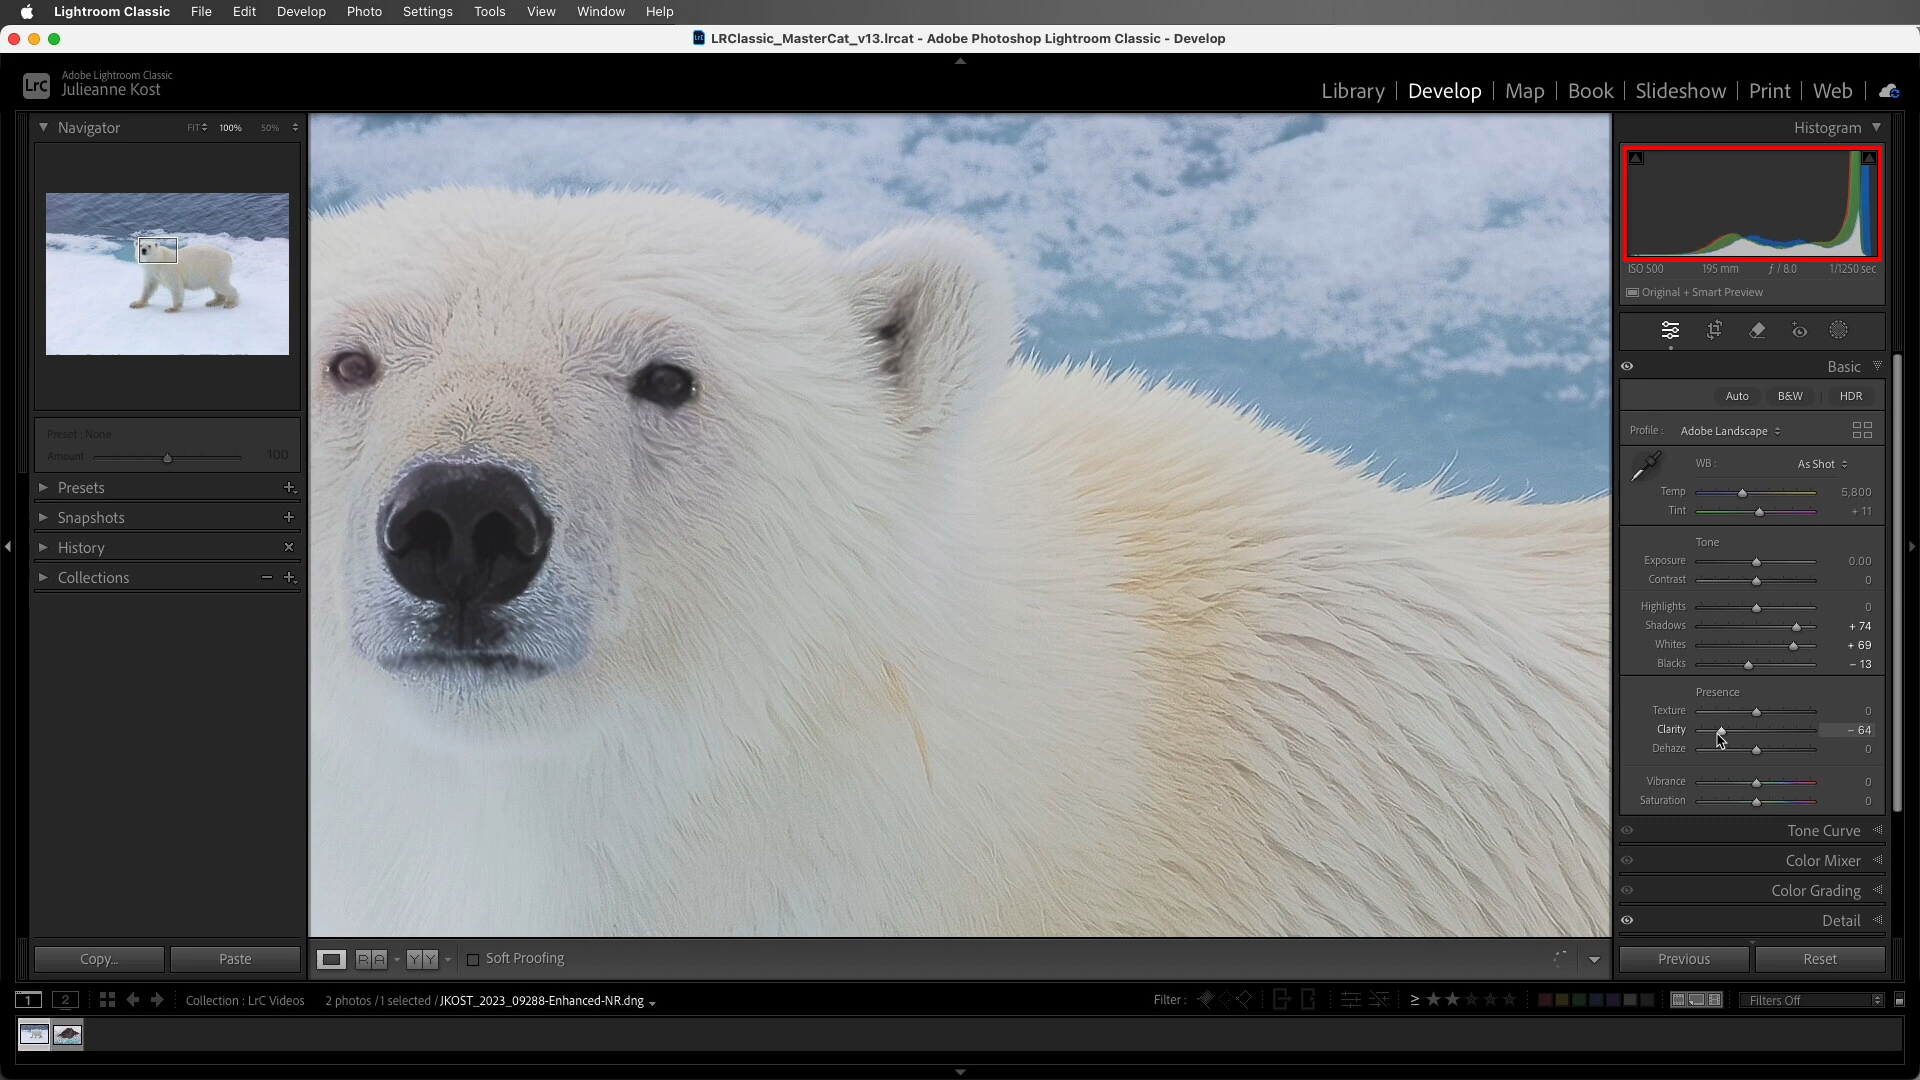 Lightroom Classic File Edit Develop Photo Settings Tools View Window Help
LrC LRClassic_MasterCat_v13.lrcat - Adobe Photoshop Lightroom Classic - Develop
LrC
Adobe Lightroom Classic
Julieanne Kost
Library | Develop | Map | Book | Slideshow | Print | Web
Navigator FIT 100% 50%
Preset : None
Amount 100
Presets
Snapshots
History
Collections
Copy... Paste
Histogram
ISO 500 195 mm ƒ / 8.0 1/1250 sec
Original + Smart Preview
Basic
Auto B&W HDR
Profile : Adobe Landscape
WB : As Shot
Temp 5,800
Tint + 11
Tone
Exposure 0.00
Contrast 0
Highlights 0
Shadows + 74
Whites + 69
Blacks – 13
Presence
Texture 0
Clarity – 64
Dehaze 0
Vibrance 0
Saturation 0
Tone Curve
Color Mixer
Color Grading
Detail
Previous Reset
R A Y Y Soft Proofing
1 2 Collection : LrC Videos 2 photos / 1 selected / JKOST_2023_09288-Enhanced-NR.dng Filter : ≥ ★★★★★ Filters Off